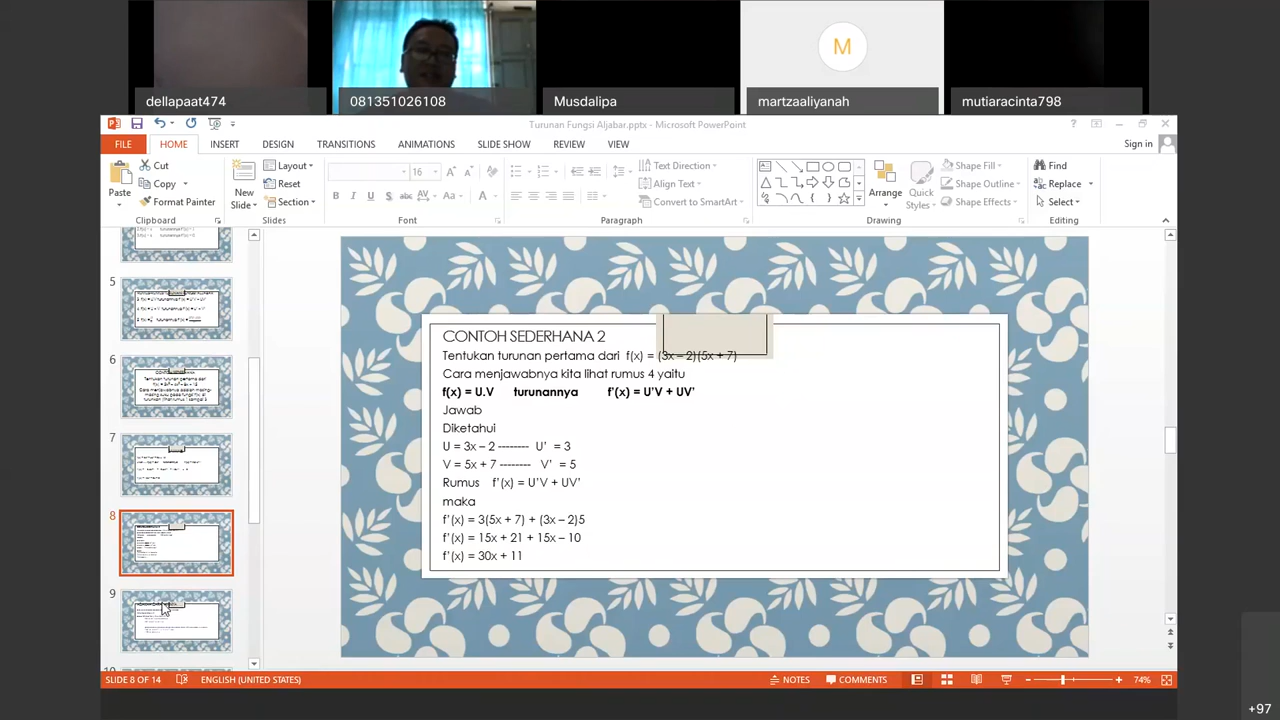 dellapaat474
081351026108
Musdalipa
M
martzaaliyanah
mutiaracinta798
Turunan Fungsi Aljabar.pptx - Microsoft PowerPoint
FILE HOME INSERT DESIGN TRANSITIONS ANIMATIONS SLIDE SHOW REVIEW VIEW
Sign in
Paste
Cut
Copy
Format Painter
Clipboard
New Slide
Layout
Reset
Section
Slides
16
B I U S abc AV Aa A
Font
Text Direction
Align Text
Convert to SmartArt
Paragraph
Arrange
Quick Styles
Shape Fill
Shape Outline
Shape Effects
Drawing
Find
Replace
Select
Editing
5
6
7
8
9
CONTOH SEDERHANA 2
Tentukan turunan pertama dari f(x) = (3x – 2)(5x + 7)
Cara menjawabnya kita lihat rumus 4 yaitu
f(x) = U.V turunannya f'(x) = U'V + UV'
Jawab
Diketahui
U = 3x – 2 -------- U' = 3
V = 5x + 7 -------- V' = 5
Rumus f'(x) = U'V + UV'
maka
f'(x) = 3(5x + 7) + (3x – 2)5
f'(x) = 15x + 21 + 15x – 10
f'(x) = 30x + 11
SLIDE 8 OF 14 ENGLISH (UNITED STATES) NOTES COMMENTS 74%
+97